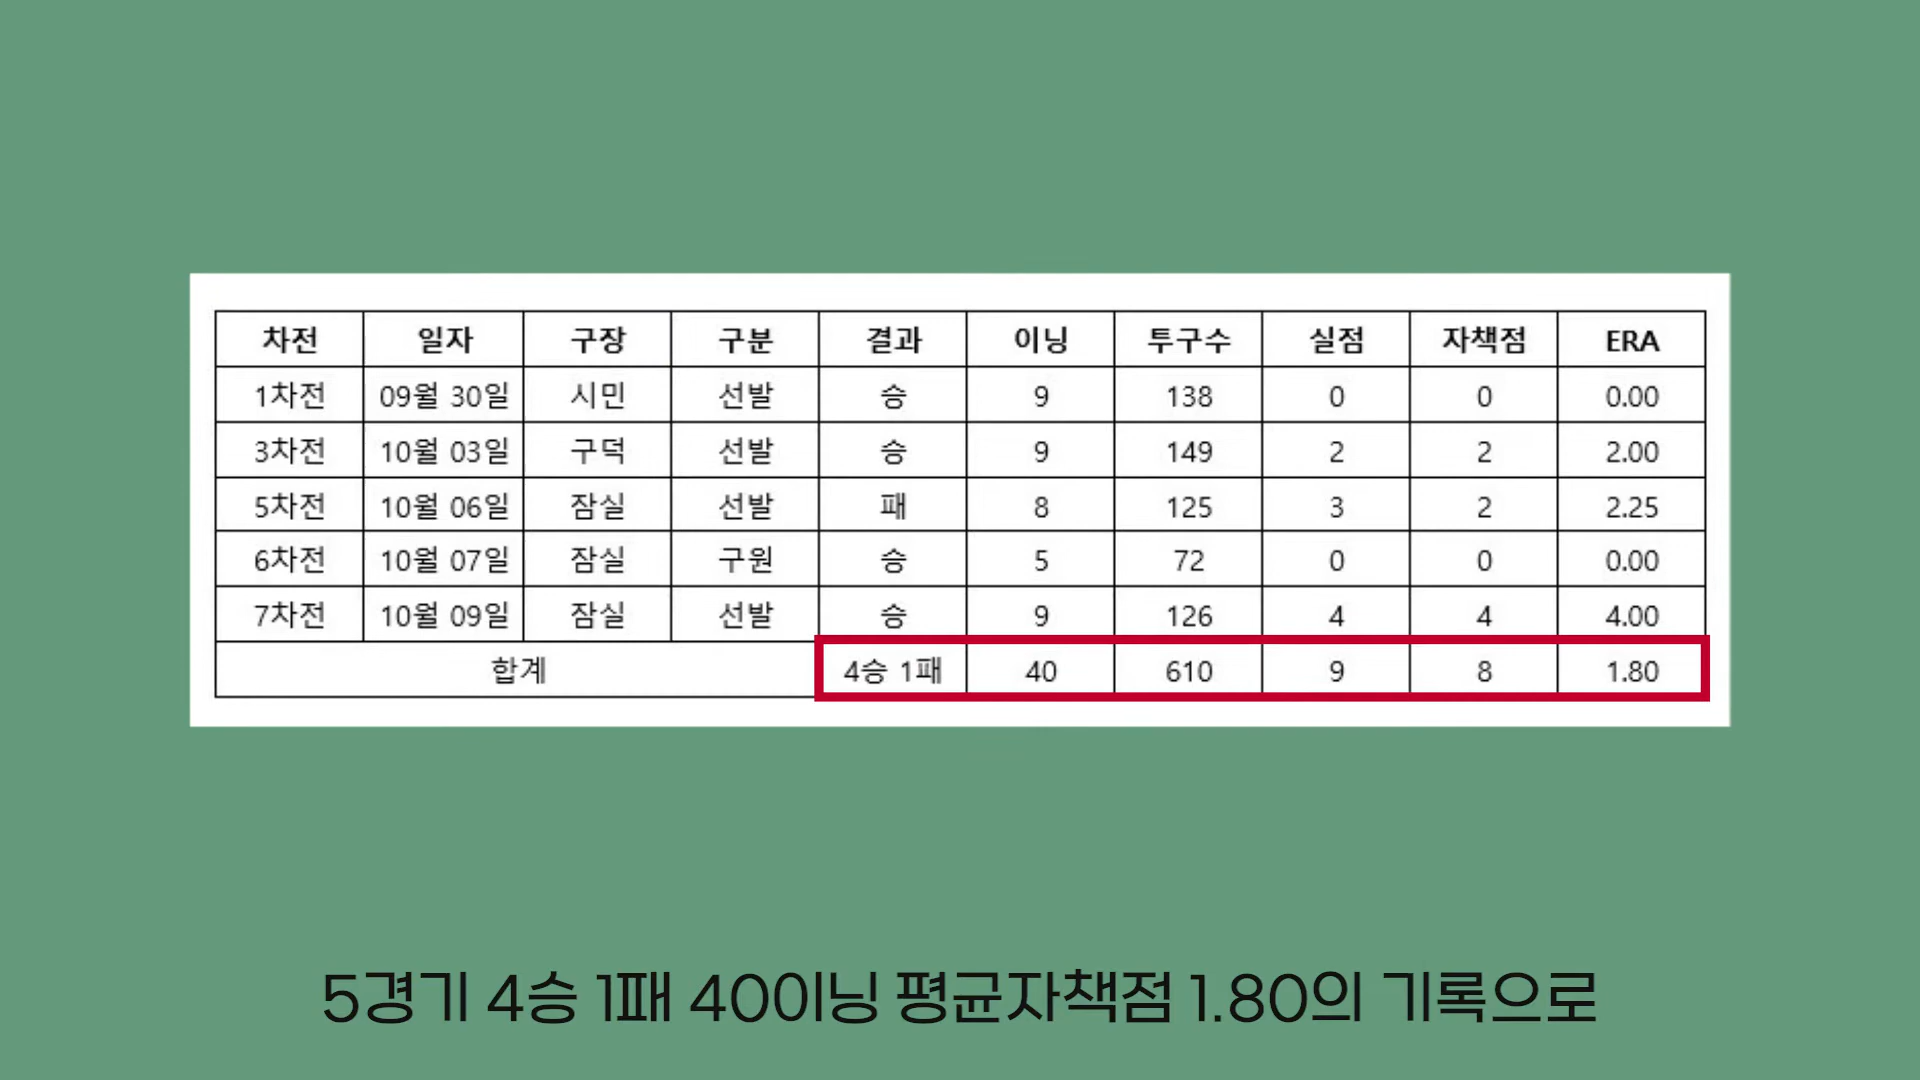 차전 일자 구장 구분 결과 이닝 투구수 실점 자책점 ERA
1차전 09월 30일 시민 선발 승 9 138 0 0 0.00
3차전 10월 03일 구덕 선발 승 9 149 2 2 2.00
5차전 10월 06일 잠실 선발 패 8 125 3 2 2.25
6차전 10월 07일 잠실 구원 승 5 72 0 0 0.00
7차전 10월 09일 잠실 선발 승 9 126 4 4 4.00
합계 4승 1패 40 610 9 8 1.80
5경기 4승 1패 40이닝 평균자책점 1.80의 기록으로